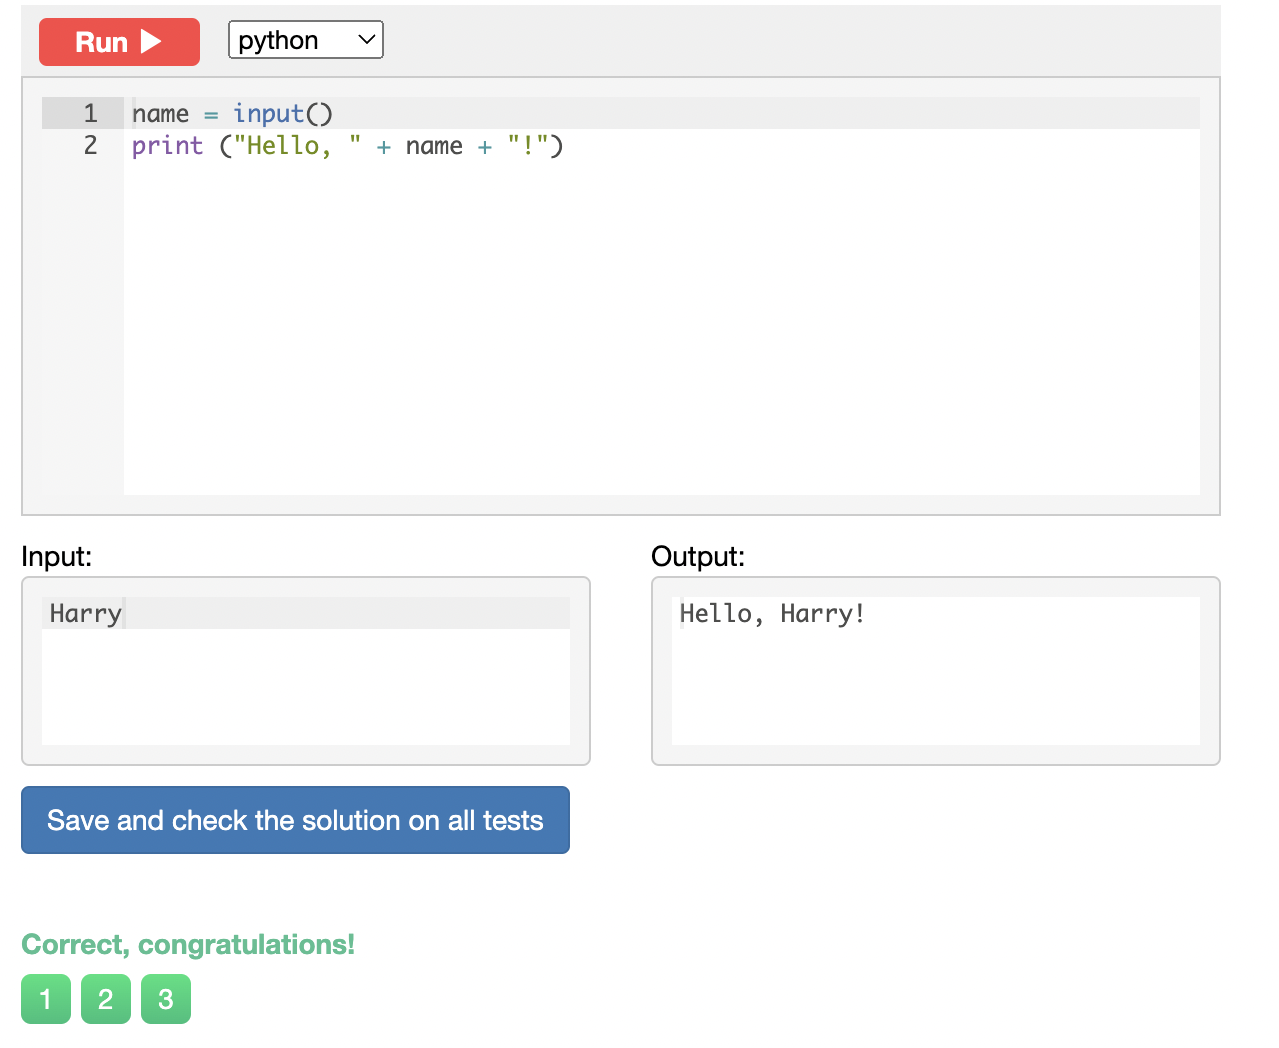 Run
python
1 name = input()
2 print ("Hello, " + name + "!")
Input:
Output:
Harry
Hello, Harry!
Save and check the solution on all tests
Correct, congratulations!
1 2 3